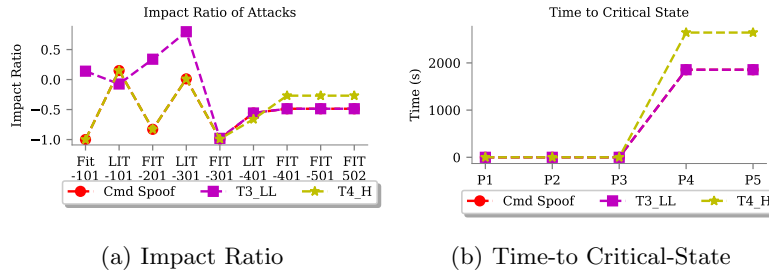 Impact Ratio of Attacks
Impact Ratio
0.5
0.0
−0.5
−1.0
Fit LIT FIT LIT FIT LIT FIT FIT FIT
-101 -101 -201 -301 -301 -401 -401 -501 502
Cmd Spoof T3_LL T4_H
(a) Impact Ratio
Time to Critical State
Time (s)
2000
1000
0
P1 P2 P3 P4 P5
Cmd Spoof T3_LL T4_H
(b) Time-to Critical-State